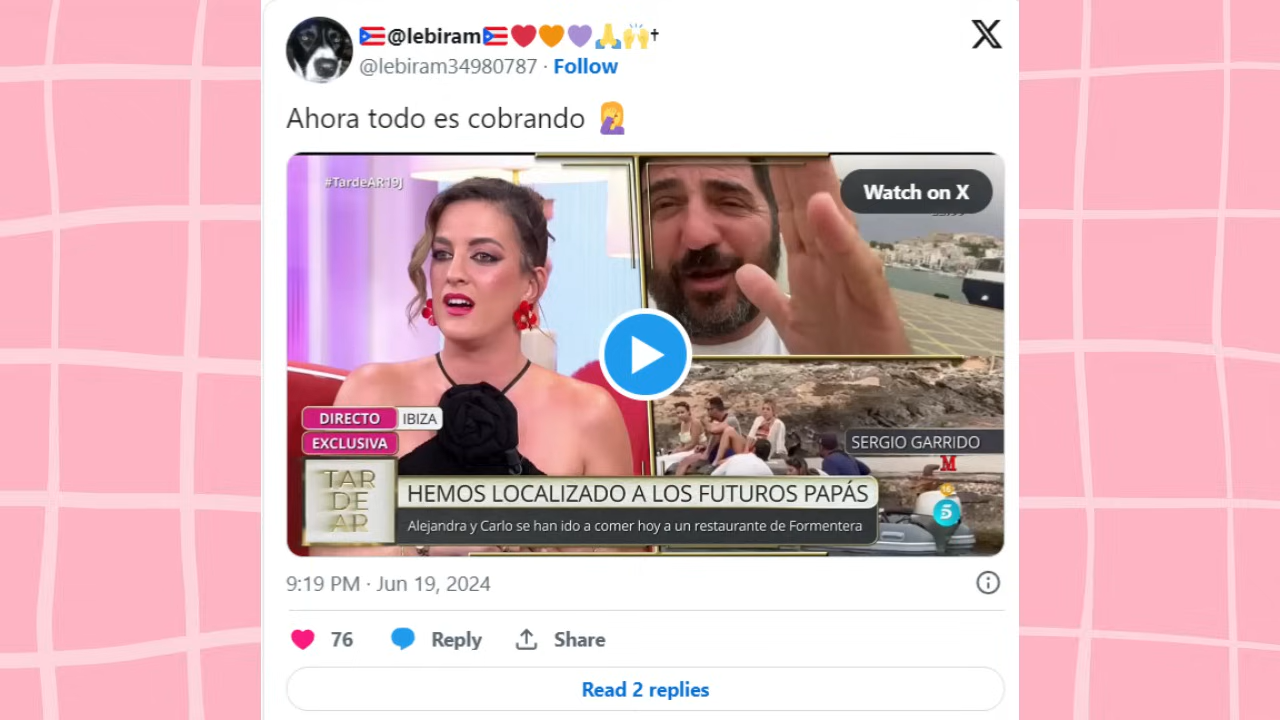 🇵🇷@lebiram🇵🇷❤️🧡💜🙏🙌✝
@lebiram34980787 · Follow
Ahora todo es cobrando 🤦‍♀️
#TardeAR19J
Watch on X
DIRECTO IBIZA
EXCLUSIVA
SERGIO GARRIDO
TAR
DE
AR
HEMOS LOCALIZADO A LOS FUTUROS PAPÁS
Alejandra y Carlo se han ido a comer hoy a un restaurante de Formentera
9:19 PM · Jun 19, 2024
76 Reply Share
Read 2 replies